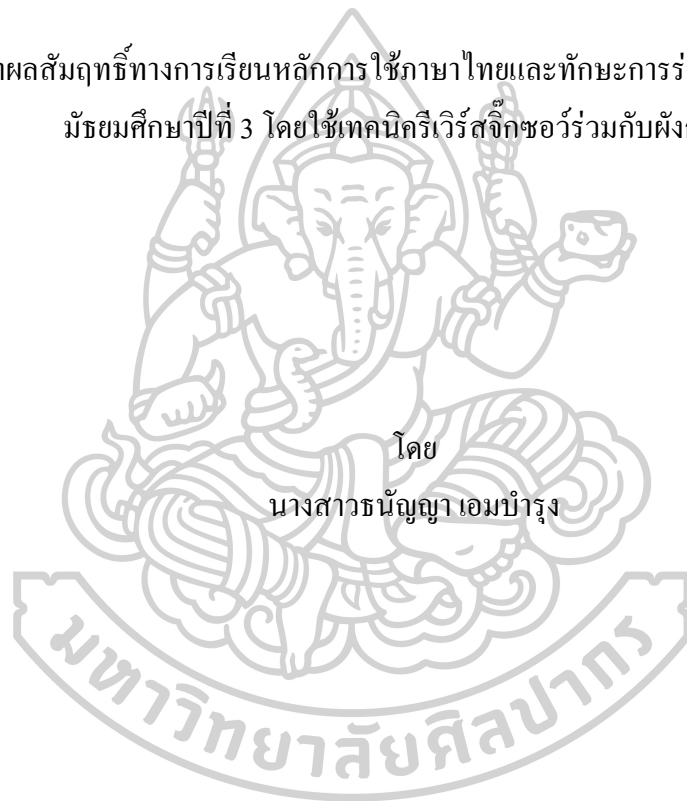 ผลสัมฤทธิ์ทางการเรียนหลักการใช้ภาษาไทยและทักษะการร่
มัธยมศึกษาปีที่ 3 โดยใช้เทคนิครีเวิร์สจิ๊กซอว์ร่วมกับผัง
โดย
นางสาวธนัญญา เอมบำรุง
มหาวิทยาลัยศิลปากร